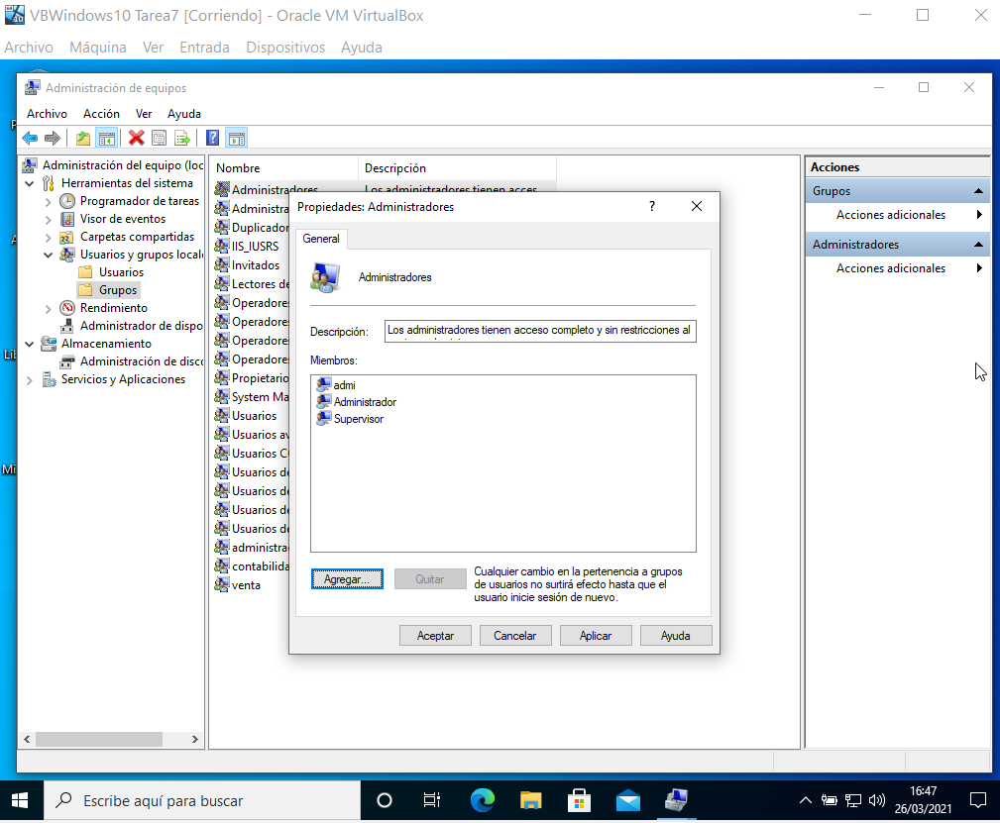 VBWindows10 Tarea7 [Corriendo] - Oracle VM VirtualBox
Archivo Máquina Ver Entrada Dispositivos Ayuda
Administración de equipos
Archivo Acción Ver Ayuda
Administración del equipo (loc
Herramientas del sistema
Programador de tareas
Visor de eventos
Carpetas compartidas
Usuarios y grupos local
Usuarios
Grupos
Rendimiento
Administrador de dispo
Almacenamiento
Administración de disco
Servicios y Aplicaciones
Nombre Descripción
Administradores Los administradores tienen acces
Administra
Duplicador
IIS_IUSRS
Invitados
Lectores de
Operadores
Operadores
Operadores
Operadores
Propietario
System Ma
Usuarios
Usuarios av
Usuarios CO
Usuarios de
Usuarios de
Usuarios de
Usuarios de
administra
contabilida
venta
Propiedades: Administradores
General
Administradores
Descripción: Los administradores tienen acceso completo y sin restricciones al
Miembros:
admi
Administrador
Supervisor
Agregar... Quitar
Cualquier cambio en la pertenencia a grupos
de usuarios no surtirá efecto hasta que el
usuario inicie sesión de nuevo.
Aceptar Cancelar Aplicar Ayuda
Acciones
Grupos
Acciones adicionales
Administradores
Acciones adicionales
Escribe aquí para buscar
16:47
26/03/2021